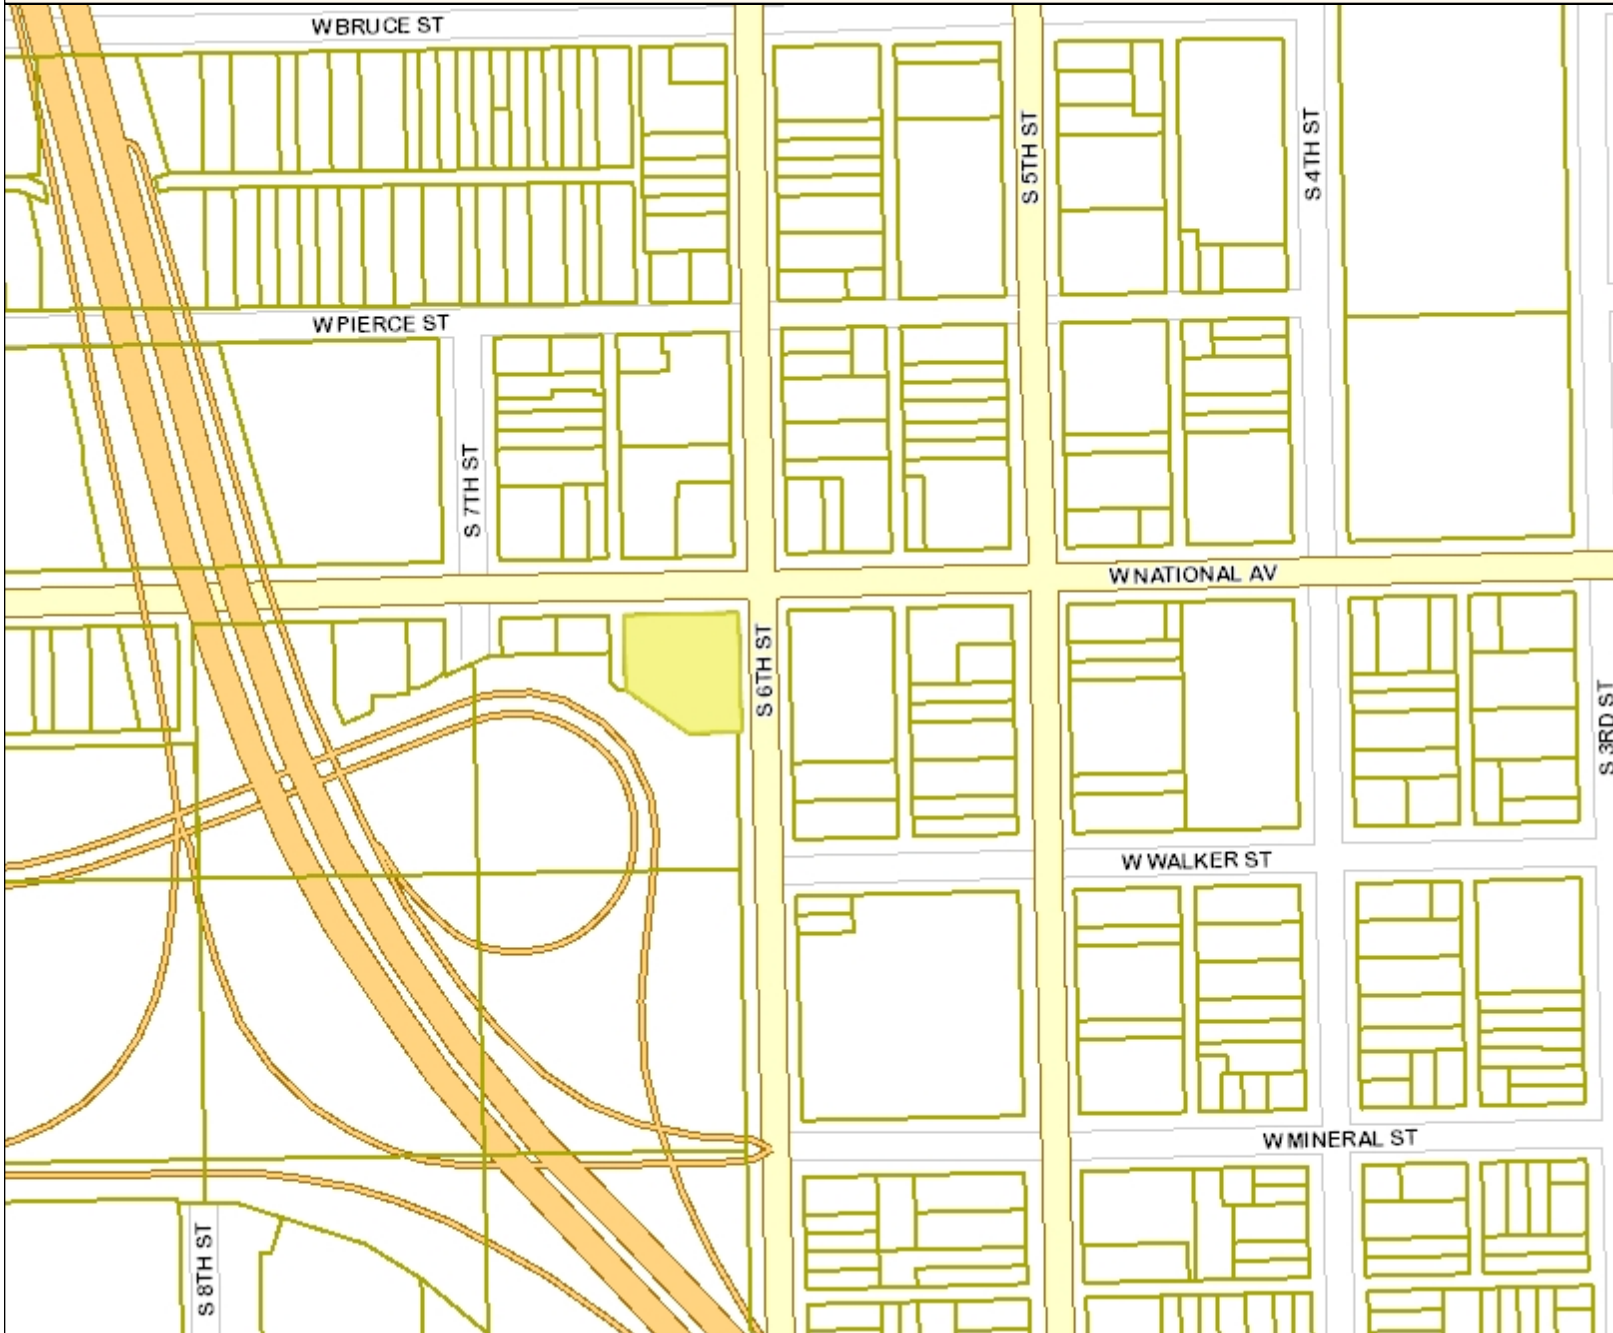 W BRUCE ST
S 5TH ST
S 4TH ST
W PIERCE ST
S 7TH ST
W NATIONAL AV
S 6TH ST
S 3RD ST
W WALKER ST
W MINERAL ST
S 8TH ST